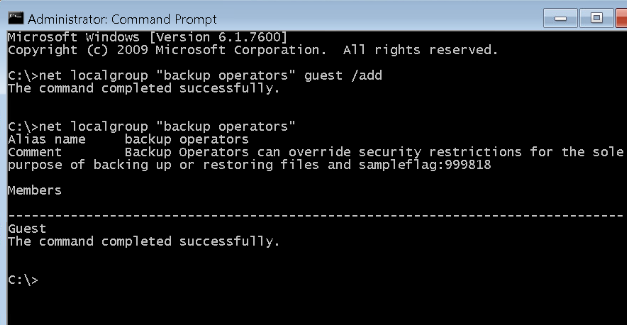 Administrator: Command Prompt
Microsoft Windows [Version 6.1.7600]
Copyright (c) 2009 Microsoft Corporation.  All rights reserved.
C:\>net localgroup "backup operators" guest /add
The command completed successfully.
C:\>net localgroup "backup operators"
Alias name     backup operators
Comment        Backup Operators can override security restrictions for the sole
purpose of backing up or restoring files and sampleflag:999818
Members
-------------------------------------------------------------------------------
Guest
The command completed successfully.
C:\>